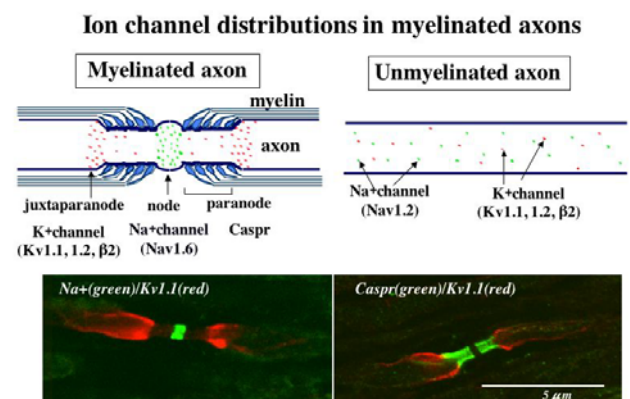 Ion channel distributions in myelinated axons
Myelinated axon
Unmyelinated axon
myelin
axon
juxtaparanode
node
paranode
K+channel
(Kv1.1, 1.2, β2)
Na+channel
(Nav1.6)
Caspr
Na+channel
(Nav1.2)
K+channel
(Kv1.1, 1.2, β2)
Na+(green)/Kv1.1(red)
Caspr(green)/Kv1.1(red)
5 μm